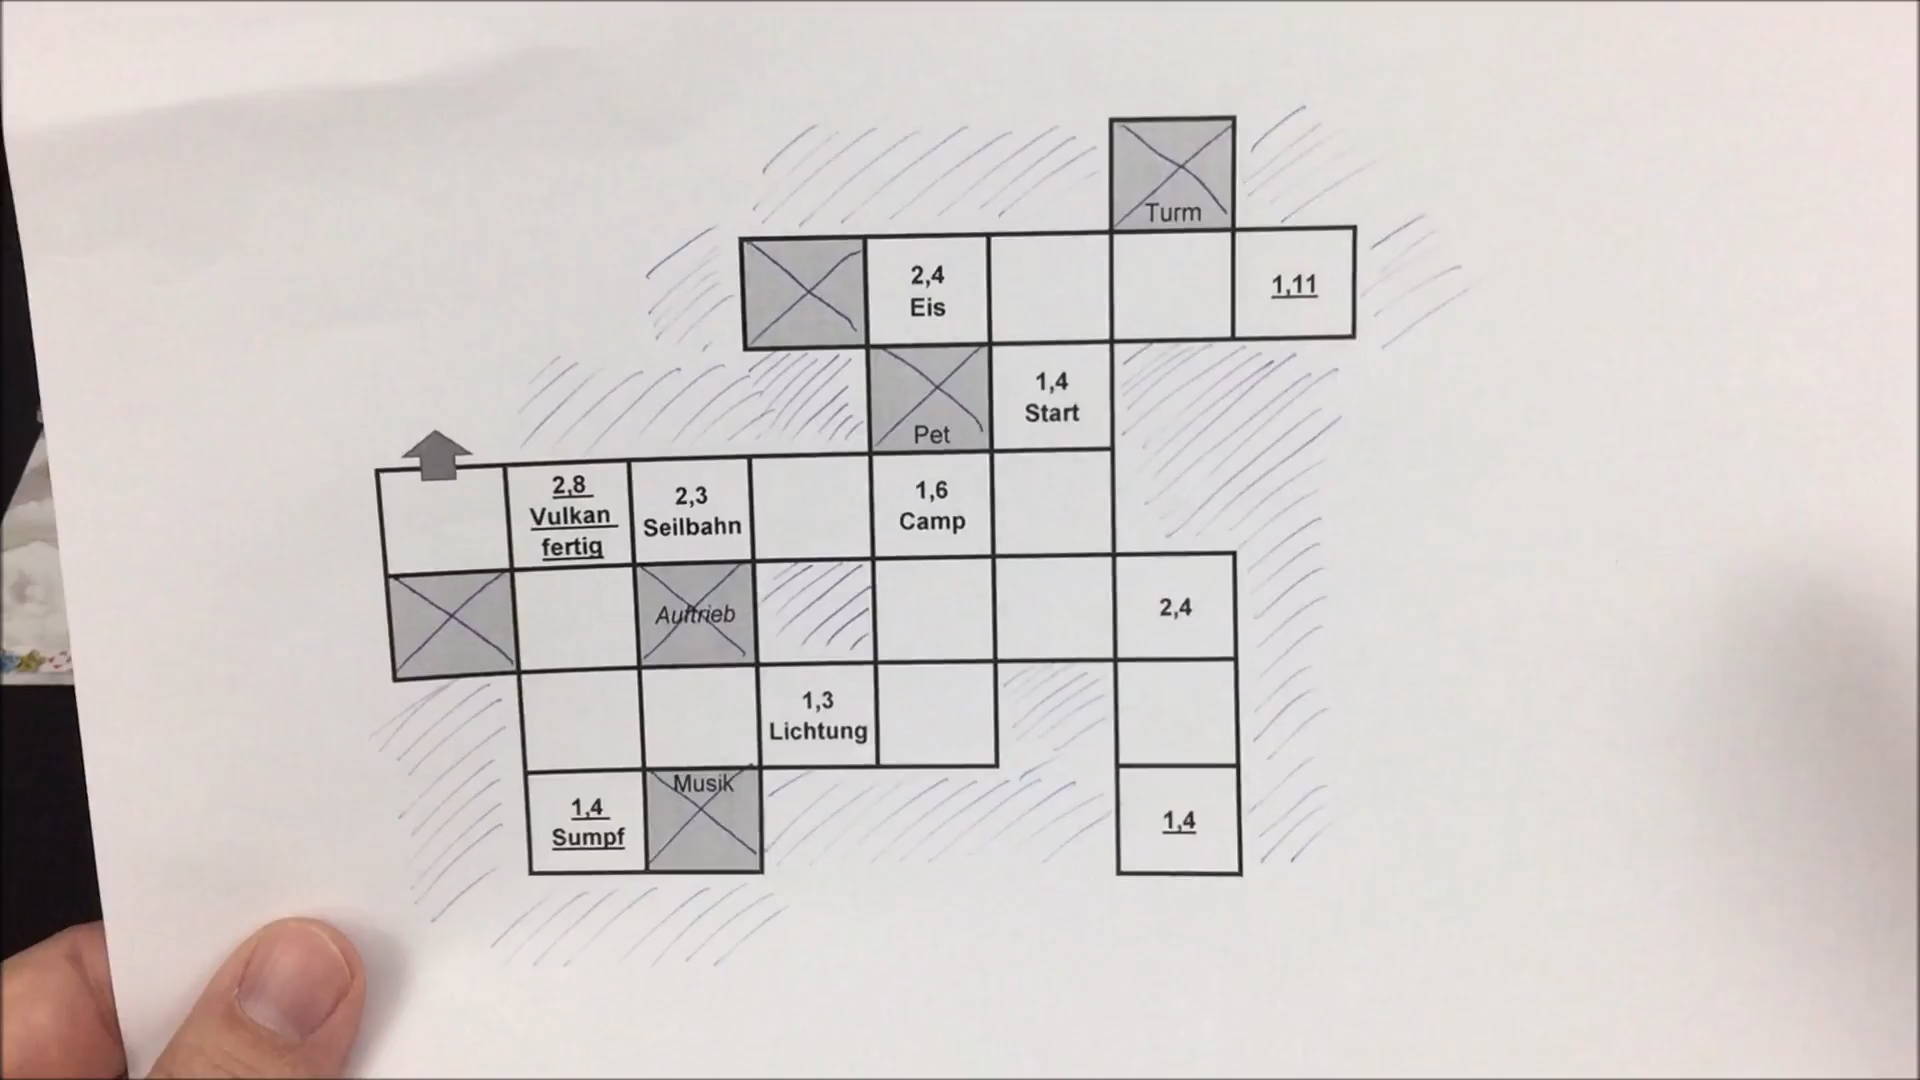 Turm
2,4
Eis
1,11
Pet
1,4
Start
2,8
Vulkan
fertig
2,3
Seilbahn
1,6
Camp
Auftrieb
2,4
1,3
Lichtung
1,4
Sumpf
Musik
1,4